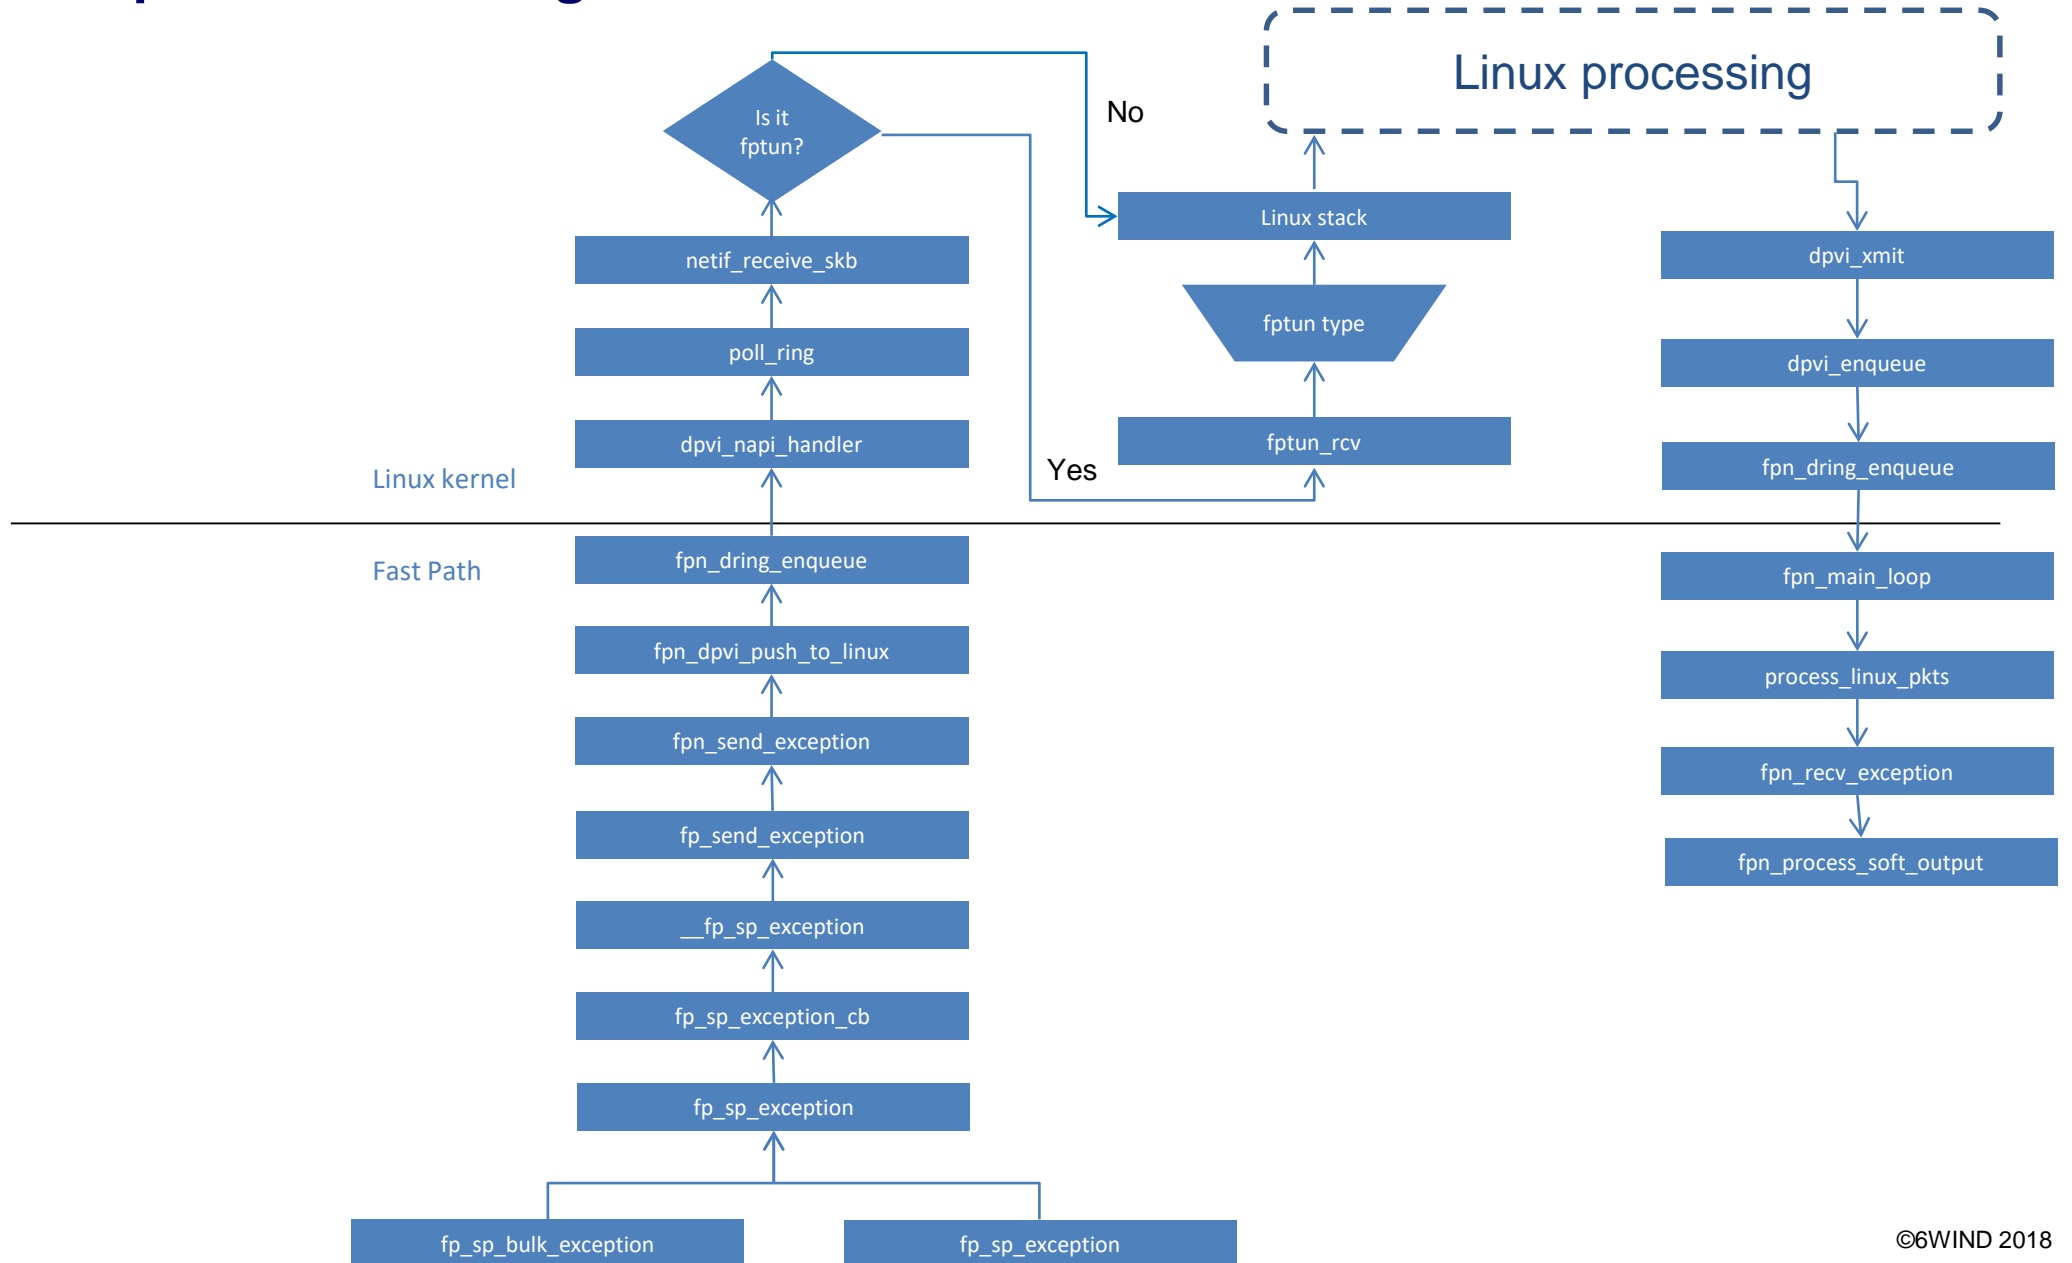 Linux processing
No
Is it
fptun?
Linux stack
netif_receive_skb
dpvi_xmit
fptun type
poll_ring
dpvi_enqueue
dpvi_napi_handler
fptun_rcv
Yes
fpn_dring_enqueue
Linux kernel
Fast Path
fpn_dring_enqueue
fpn_main_loop
fpn_dpvi_push_to_linux
process_linux_pkts
fpn_send_exception
fpn_recv_exception
fp_send_exception
fpn_process_soft_output
__fp_sp_exception
fp_sp_exception_cb
fp_sp_exception
fp_sp_bulk_exception
fp_sp_exception
©6WIND 2018